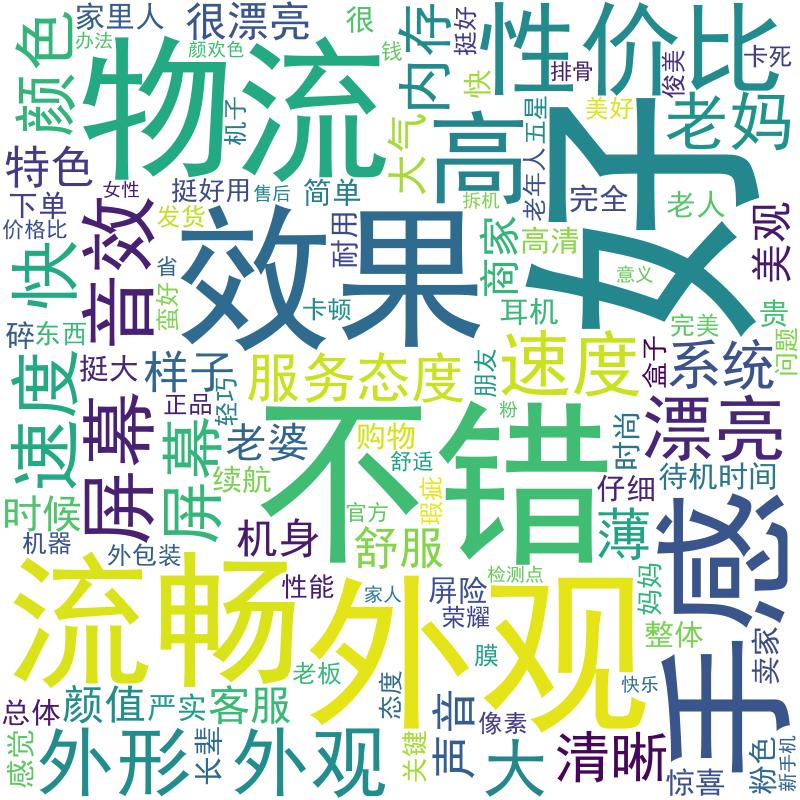 家里人
很漂亮
很
内存
性价比
卡死
办法
颜欢色
钱
挺好
排骨
俊美
颜色
物流
机子
快
美好
老妈
大气
高
五星
好
特色
女性
挺好用
售后
简单
拆机
老年人
完全
老人
下单
发货
价格比
音效
效果
耐用
商家
高清
美观
快
省
蛮好
卡顿
耳机
意义
完美
贵
碎
东西
挺大
样子
服务态度
朋友
速度
盒子
系统
问题
速度
屏幕
正品
轻巧
屏幕
老婆
不错
购物
粉
时尚
漂亮
舒适
续航
瑕疵
仔细
待机时间
时候
机器
外包装
机身
官方
舒服
薄
手感
流畅
性能
外观
家人
屏险
荣耀
检测点
妈妈
整体
卖家
老板
膜
态度
快乐
总体
颜值
严实
客服
声音
像素
感觉
外形
长辈
外观
关键
大
清晰
惊喜
粉色
新手机